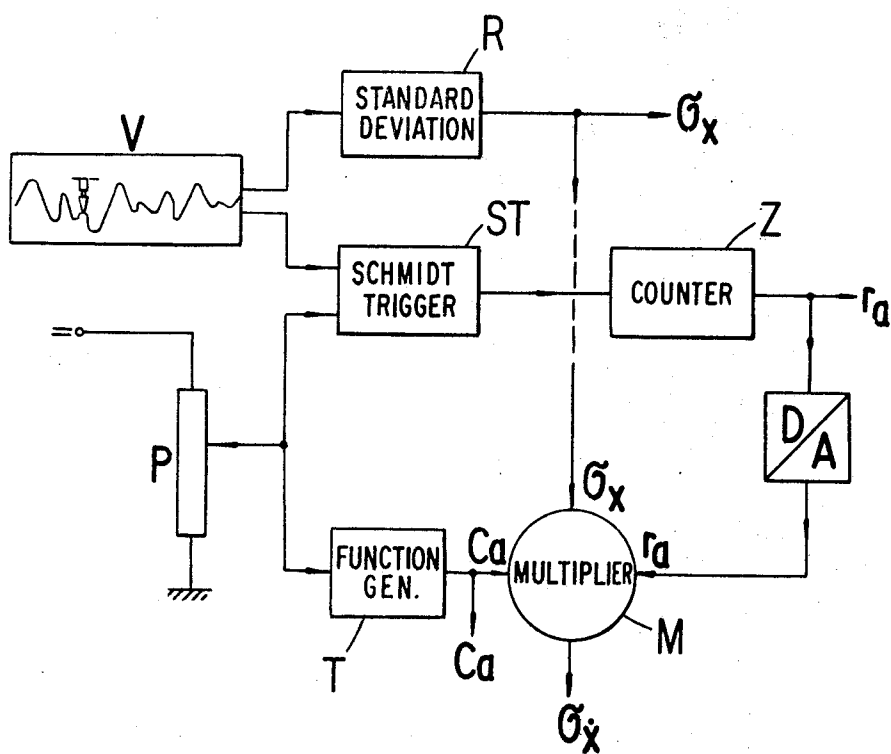 R
STANDARD
DEVIATION
σx
V
ST
SCHMIDT
TRIGGER
Z
COUNTER
ra
=
P
D/A
σx
FUNCTION
GEN.
Ca
MULTIPLIER
ra
T
Ca
M
σẋ